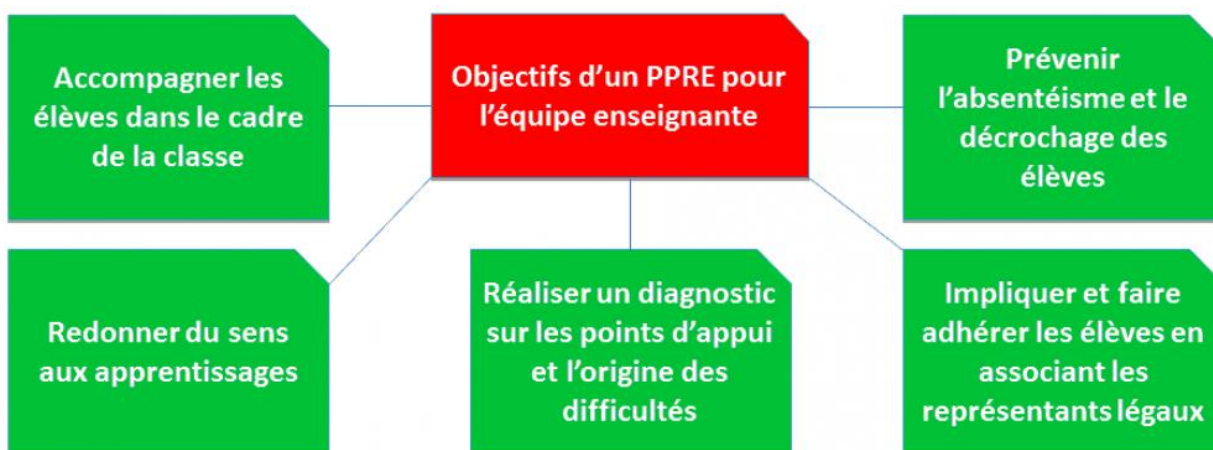 Accompagner les
élèves dans le cadre
de la classe
Objectifs d’un PPRE pour
l’équipe enseignante
Prévenir
l’absentéisme et le
décrochage des
élèves
Redonner du sens
aux apprentissages
Réaliser un diagnostic
sur les points d’appui
et l’origine des
difficultés
Impliquer et faire
adhérer les élèves en
associant les
représentants légaux